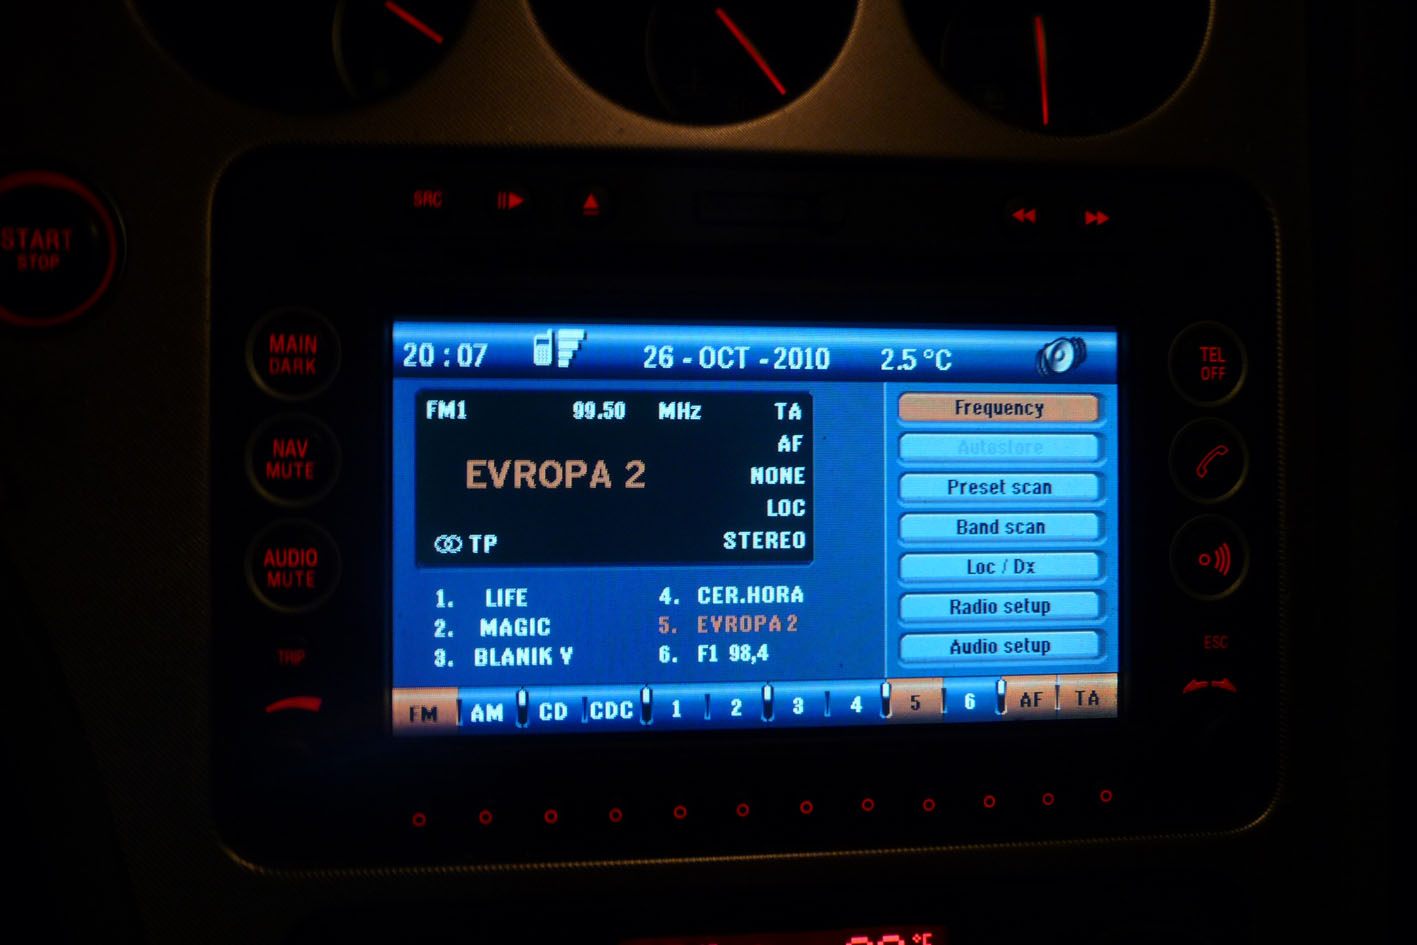 SRC
START
STOP
MAIN
DARK
NAV
MUTE
AUDIO
MUTE
TRIP
20:07 26-OCT-2010 2.5°C
FM1 99.50 MHz TA
AF
EVROPA 2 NONE
LOC
TP STEREO
1. LIFE 4. CER.HORA
2. MAGIC 5. EVROPA 2
3. BLANIK V 6. F1 98,4
Frequency
Autostore
Preset scan
Band scan
Loc / Dx
Radio setup
Audio setup
FM AM CD CDC 1 2 3 4 5 6 AF TA
TEL
OFF
ESC
°F